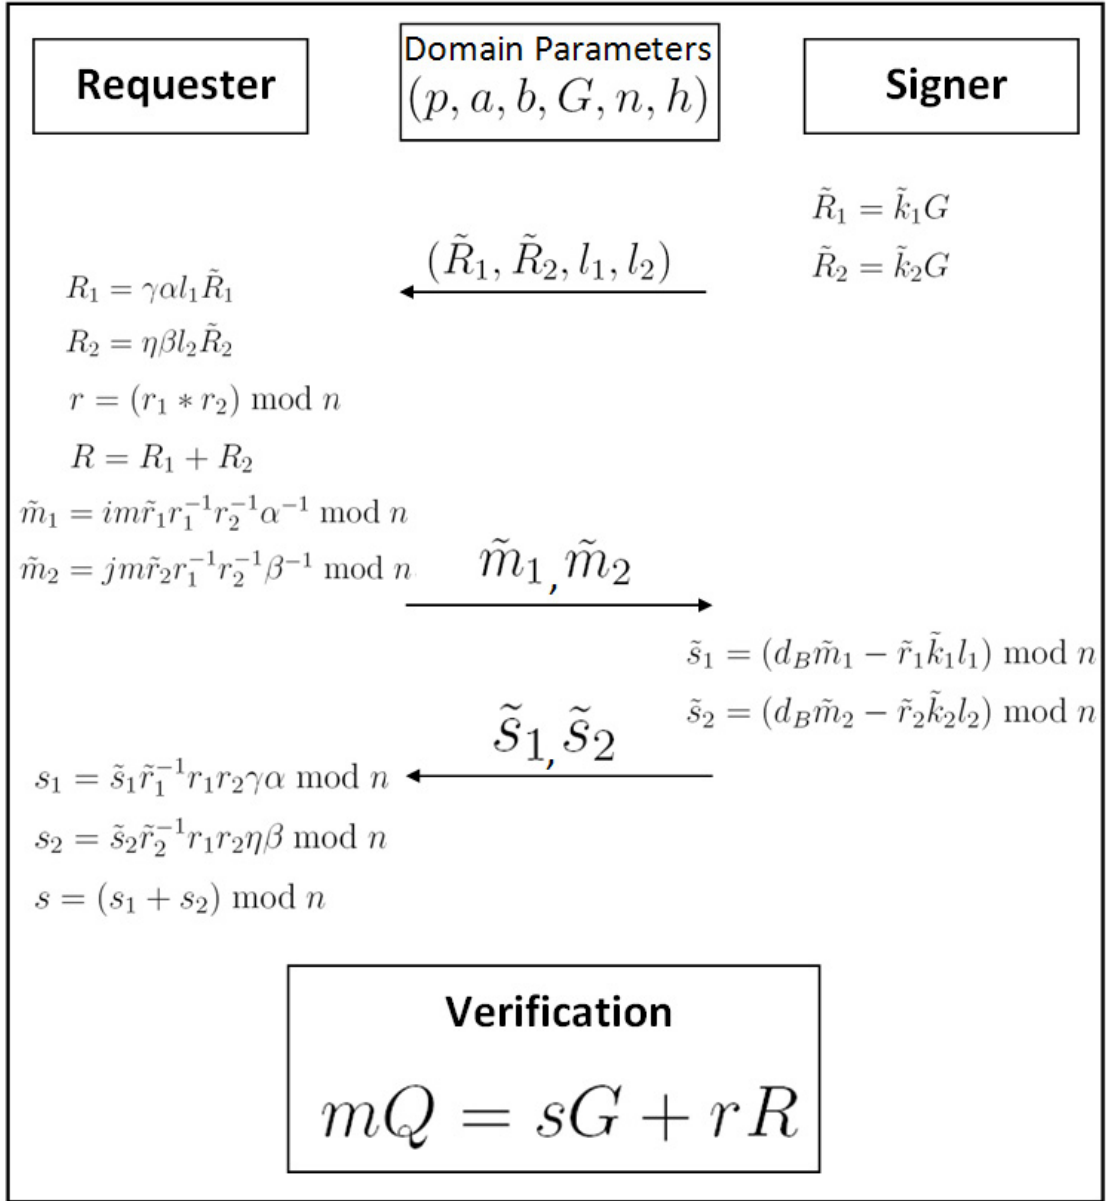 Requester
Domain Parameters
(p, a, b, G, n, h)
Signer
R̃₁ = k̃₁G
R̃₂ = k̃₂G
(R̃₁, R̃₂, l₁, l₂)
R₁ = γαl₁R̃₁
R₂ = ηβl₂R̃₂
r = (r₁ * r₂) mod n
R = R₁ + R₂
m̃₁ = imr̃₁r₁⁻¹r₂⁻¹α⁻¹ mod n
m̃₂ = jmr̃₂r₁⁻¹r₂⁻¹β⁻¹ mod n
m̃₁, m̃₂
s̃₁ = (d_B m̃₁ − r̃₁k̃₁l₁) mod n
s̃₂ = (d_B m̃₂ − r̃₂k̃₂l₂) mod n
s̃₁, s̃₂
s₁ = s̃₁r̃₁⁻¹r₁r₂γα mod n
s₂ = s̃₂r̃₂⁻¹r₁r₂ηβ mod n
s = (s₁ + s₂) mod n
Verification
mQ = sG + rR